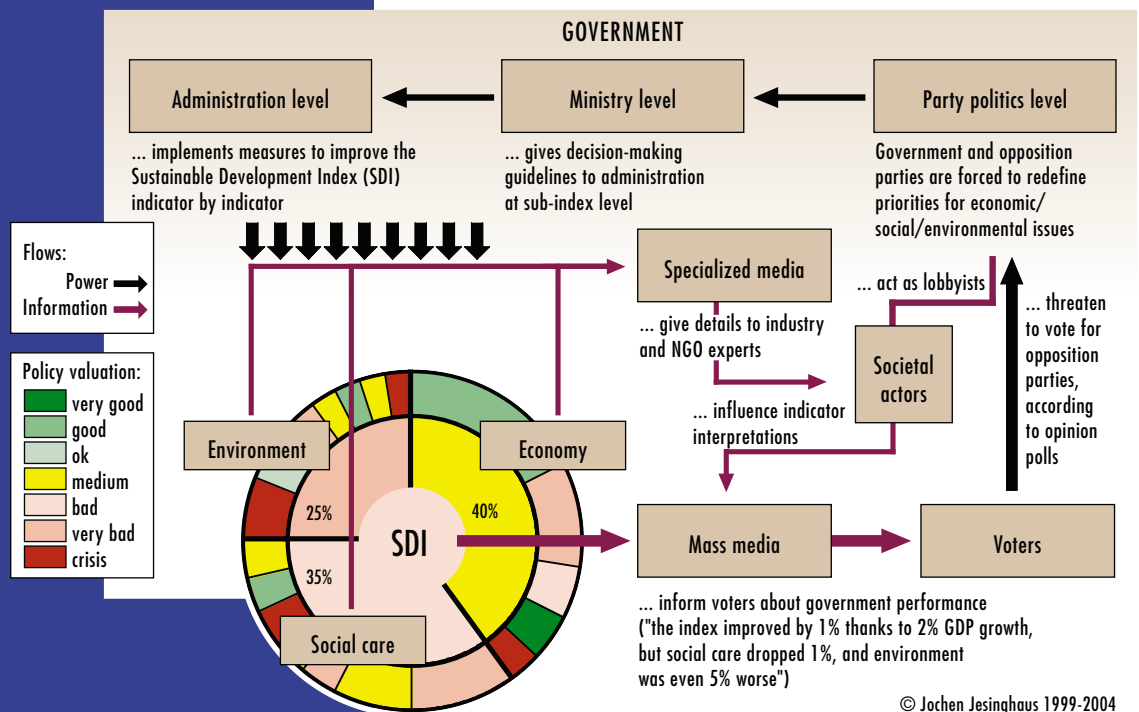 GOVERNMENT
Administration level
Ministry level
Party politics level
... implements measures to improve the
Sustainable Development Index (SDI)
indicator by indicator
... gives decision-making
guidelines to administration
at sub-index level
Government and opposition
parties are forced to redefine
priorities for economic/
social/environmental issues
Flows:
Power
Information
Specialized media
... act as lobbyists
... give details to industry
and NGO experts
Societal
actors
... threaten
to vote for
opposition
parties,
according
to opinion
polls
Policy valuation:
very good
good
ok
medium
bad
very bad
crisis
... influence indicator
interpretations
Environment
Economy
25%
40%
SDI
35%
Social care
Mass media
Voters
... inform voters about government performance
("the index improved by 1% thanks to 2% GDP growth,
but social care dropped 1%, and environment
was even 5% worse")
© Jochen Jesinghaus 1999-2004